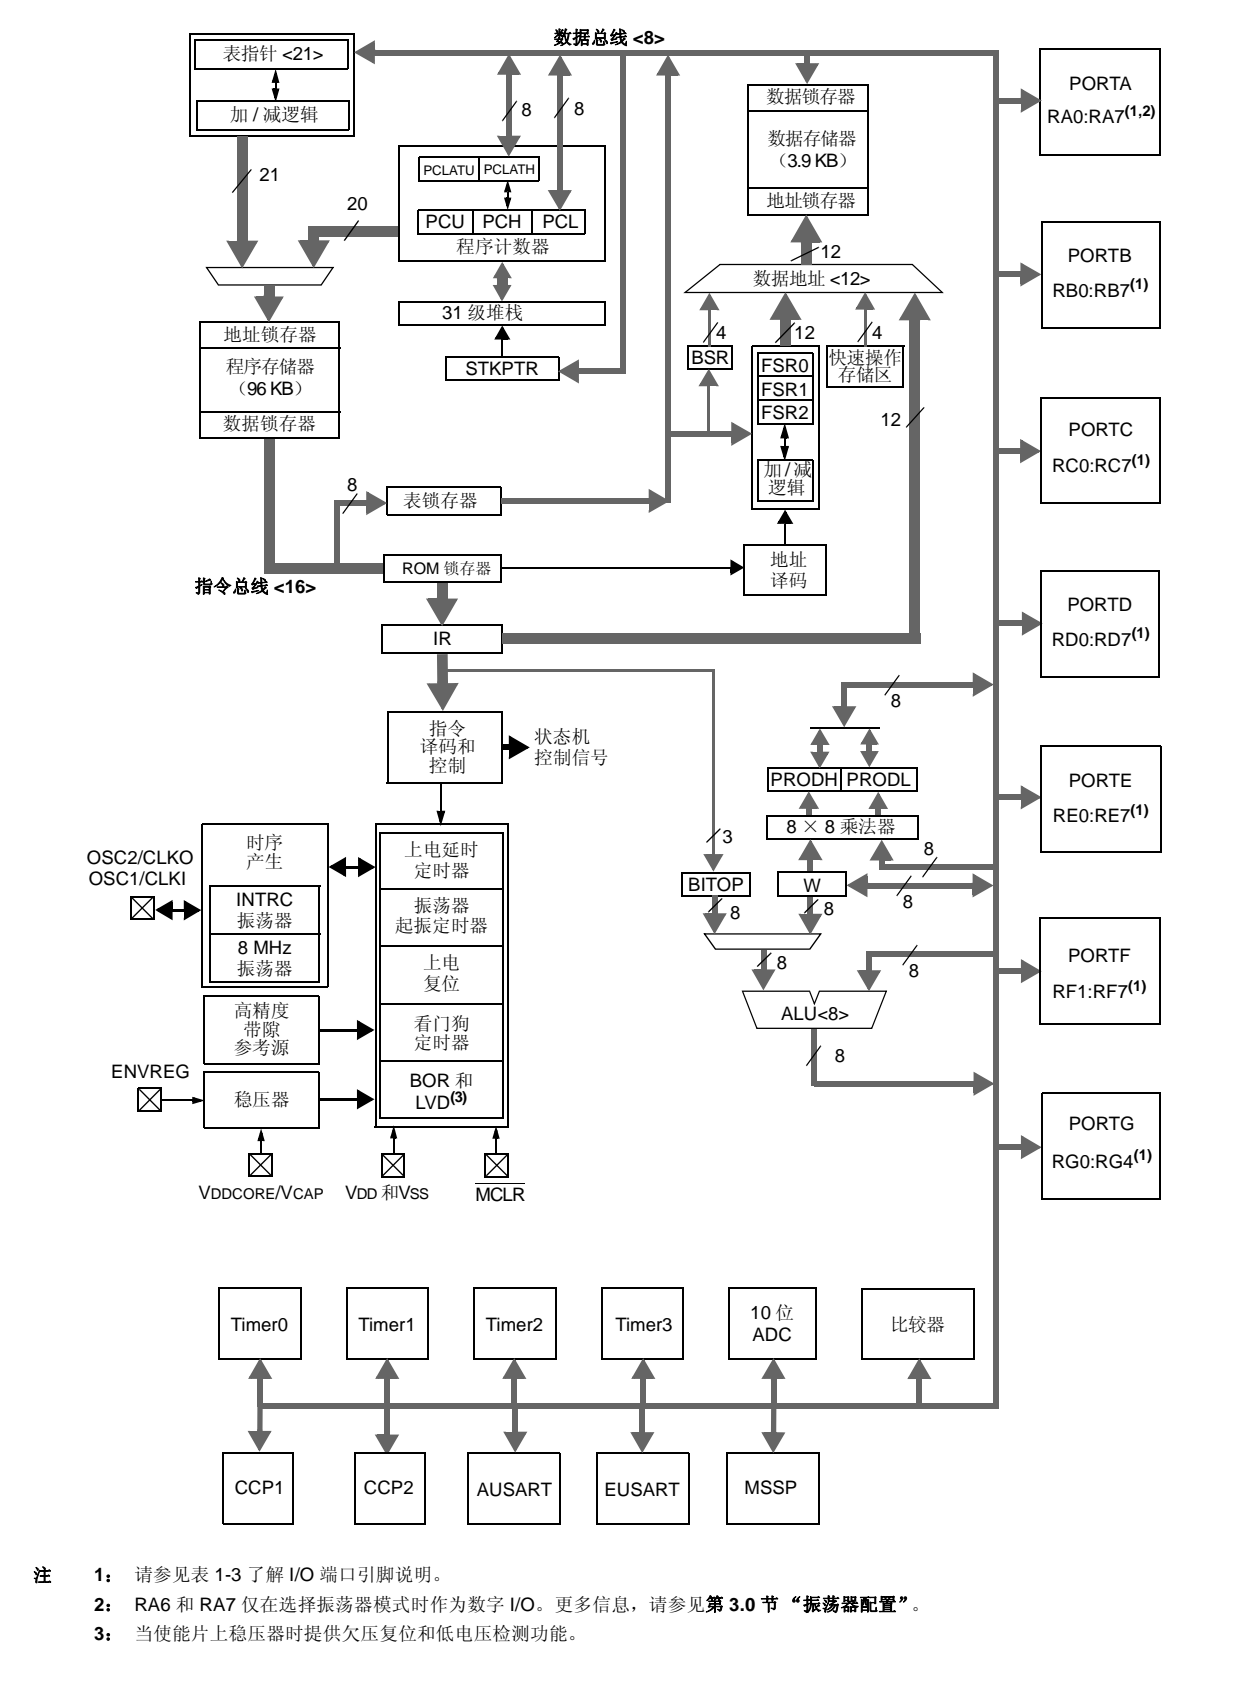 数据总线 <8>
表指针 <21>
加 / 减逻辑
21
20
8
8
PCLATU
PCLATH
PCU
PCH
PCL
程序计数器
31 级堆栈
STKPTR
地址锁存器
程序存储器
（96 KB）
数据锁存器
8
表锁存器
指令总线 <16>
ROM 锁存器
IR
数据锁存器
数据存储器
（3.9 KB）
地址锁存器
12
数据地址 <12>
4
12
4
BSR
FSR0
FSR1
FSR2
快速操作
存储区
12
加 / 减
逻辑
地址
译码
指令
译码和
控制
状态机
控制信号
8
PRODH
PRODL
8 × 8 乘法器
3
8
BITOP
W
8
8
8
8
8
ALU<8>
8
OSC2/CLKO
OSC1/CLKI
时序
产生
INTRC
振荡器
8 MHz
振荡器
高精度
带隙
参考源
ENVREG
稳压器
上电延时
定时器
振荡器
起振定时器
上电
复位
看门狗
定时器
BOR 和
LVD(3)
VDDCORE/VCAP
VDD 和VSS
MCLR
PORTA
RA0:RA7(1,2)
PORTB
RB0:RB7(1)
PORTC
RC0:RC7(1)
PORTD
RD0:RD7(1)
PORTE
RE0:RE7(1)
PORTF
RF1:RF7(1)
PORTG
RG0:RG4(1)
Timer0
Timer1
Timer2
Timer3
10 位
ADC
比较器
CCP1
CCP2
AUSART
EUSART
MSSP
注 1： 请参见表 1-3 了解 I/O 端口引脚说明。
2： RA6 和 RA7 仅在选择振荡器模式时作为数字 I/O。更多信息，请参见第 3.0 节 “振荡器配置”。
3： 当使能片上稳压器时提供欠压复位和低电压检测功能。